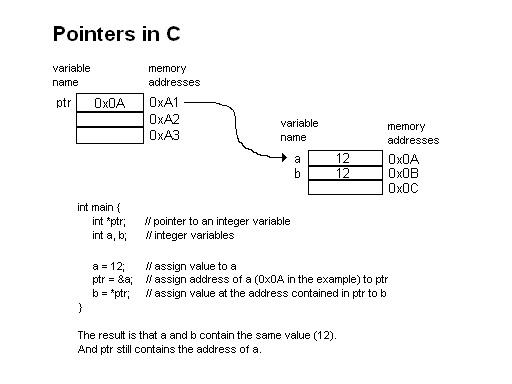 Pointers in C
variable name
memory addresses
ptr 0x0A 0xA1
0xA2
0xA3
variable name
memory addresses
a 12 0x0A
b 12 0x0B
0x0C
int main {
int *ptr; // pointer to an integer variable
int a, b; // integer variables
a = 12; // assign value to a
ptr = &a; // assign address of a (0x0A in the example) to ptr
b = *ptr; // assign value at the address contained in ptr to b
}
The result is that a and b contain the same value (12).
And ptr still contains the address of a.